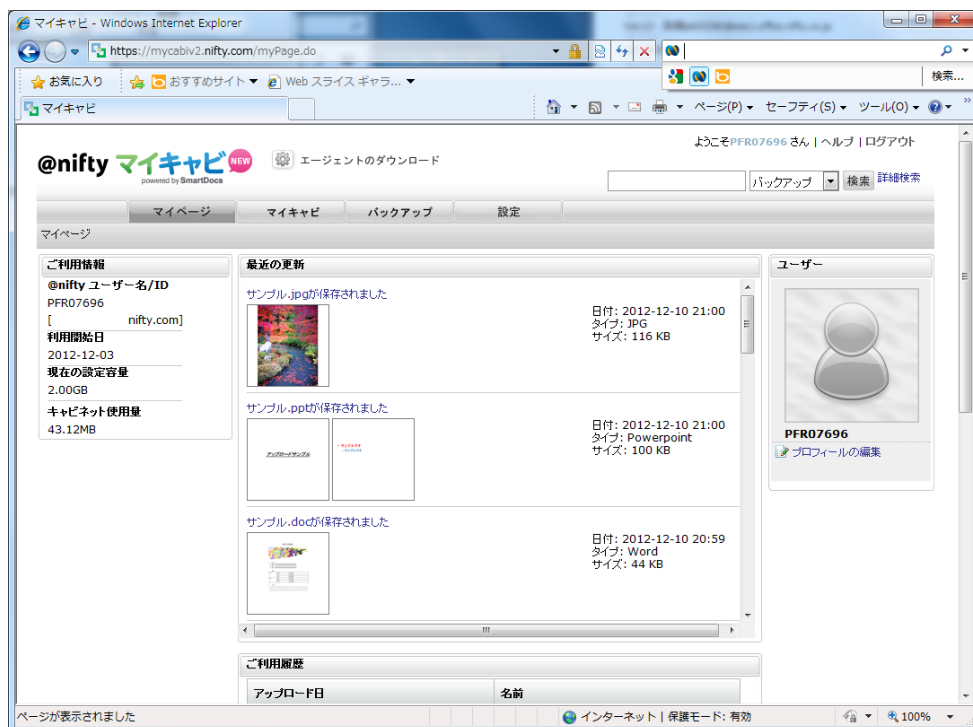 マイキャビ - Windows Internet Explorer
https://mycabiv2.nifty.com/myPage.do
お気に入り おすすめサイト Web スライス ギャラ...
検索...
マイキャビ
ページ(P) セーフティ(S) ツール(O)
ようこそPFR07696 さん | ヘルプ | ログアウト
@nifty マイキャビ NEW
powered by SmartDocs
エージェントのダウンロード
バックアップ 検索 詳細検索
マイページ マイキャビ バックアップ 設定
マイページ
ご利用情報
@nifty ユーザー名/ID
PFR07696
[ nifty.com]
利用開始日
2012-12-03
現在の設定容量
2.00GB
キャビネット使用量
43.12MB
最近の更新
サンプル.jpgが保存されました
日付: 2012-12-10 21:00
タイプ: JPG
サイズ: 116 KB
サンプル.pptが保存されました
アップロードサンプル
日付: 2012-12-10 21:00
タイプ: Powerpoint
サイズ: 100 KB
サンプル.docが保存されました
日付: 2012-12-10 20:59
タイプ: Word
サイズ: 44 KB
ユーザー
PFR07696
プロフィールの編集
ご利用履歴
アップロード日 名前
ページが表示されました
インターネット | 保護モード: 有効
100%